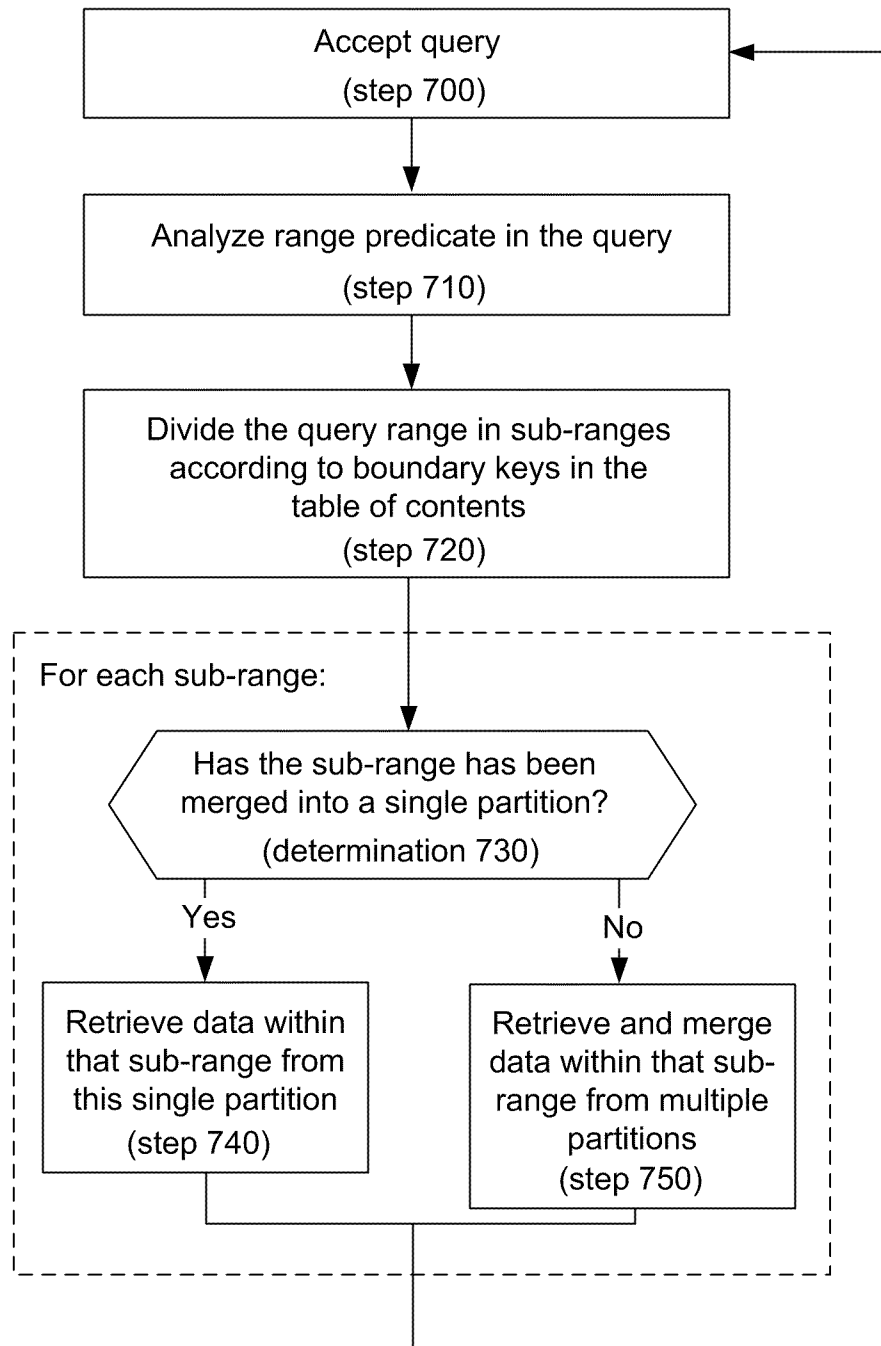 Accept query
(step 700)
Analyze range predicate in the query
(step 710)
Divide the query range in sub-ranges
according to boundary keys in the
table of contents
(step 720)
For each sub-range:
Has the sub-range has been
merged into a single partition?
(determination 730)
Yes
No
Retrieve data within
that sub-range from
this single partition
(step 740)
Retrieve and merge
data within that sub-
range from multiple
partitions
(step 750)